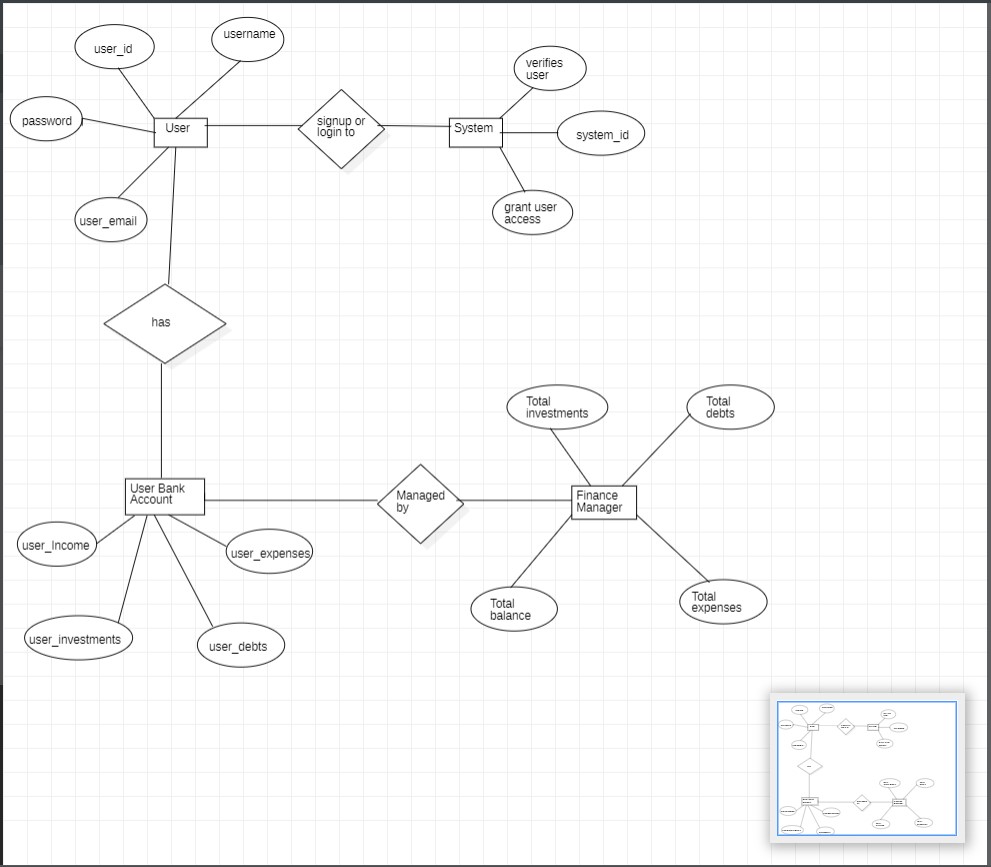 user_id
username
password
User
user_email
signup or
login to
System
verifies
user
system_id
grant user
access
has
User Bank
Account
user_Income
user_expenses
user_investments
user_debts
Managed
by
Finance
Manager
Total
investments
Total
debts
Total
balance
Total
expenses